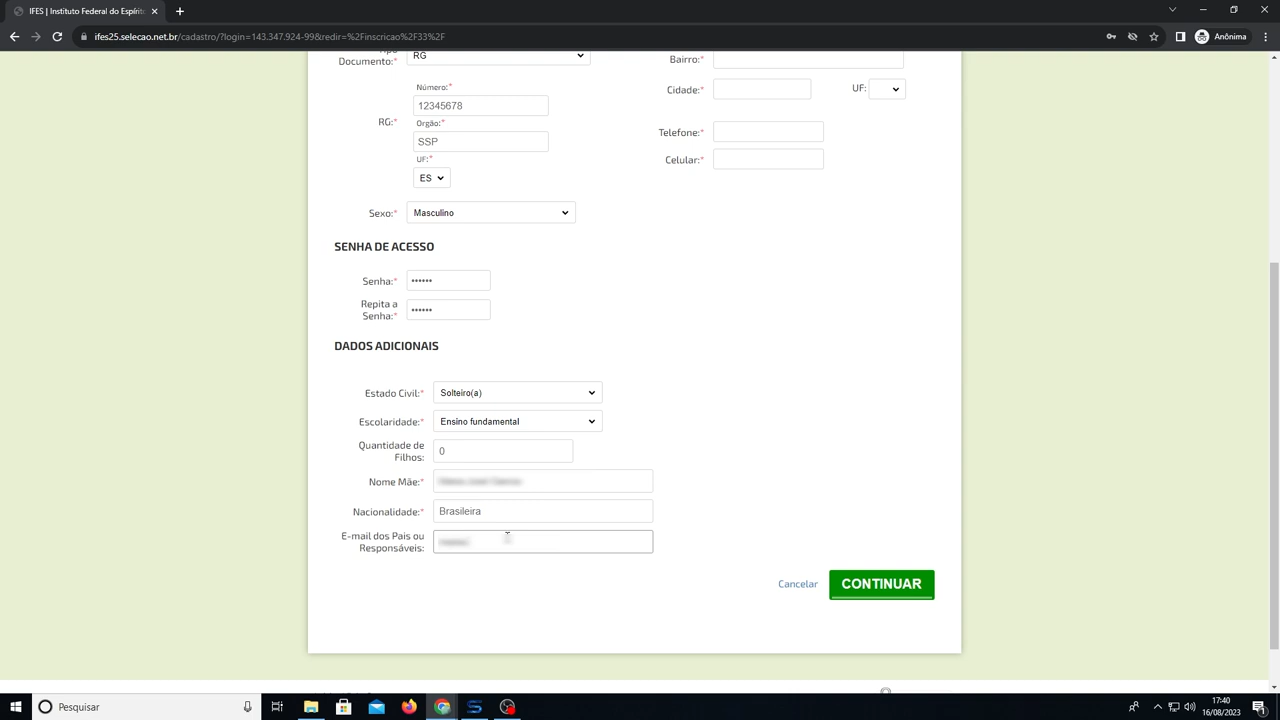 IFES | Instituto Federal do Espírit
ifes25.selecao.net.br/cadastro/?login=143.347.924-99&redir=%2Finscricao%2F33%2F
Anônima
Tipo
Documento:*
RG
Bairro:*
Número:*
Cidade:*
UF:
12345678
RG:*
Orgão:*
Telefone:*
SSP
UF:*
Celular:*
ES
Sexo:*
Masculino
SENHA DE ACESSO
Senha:*
••••••
Repita a
Senha:*
••••••
DADOS ADICIONAIS
Estado Civil:*
Solteiro(a)
Escolaridade:*
Ensino fundamental
Quantidade de
Filhos:
0
Nome Mãe:*
Nacionalidade:*
Brasileira
E-mail dos Pais ou
Responsáveis:
Cancelar
CONTINUAR
Pesquisar
17:40
16/08/2023
1